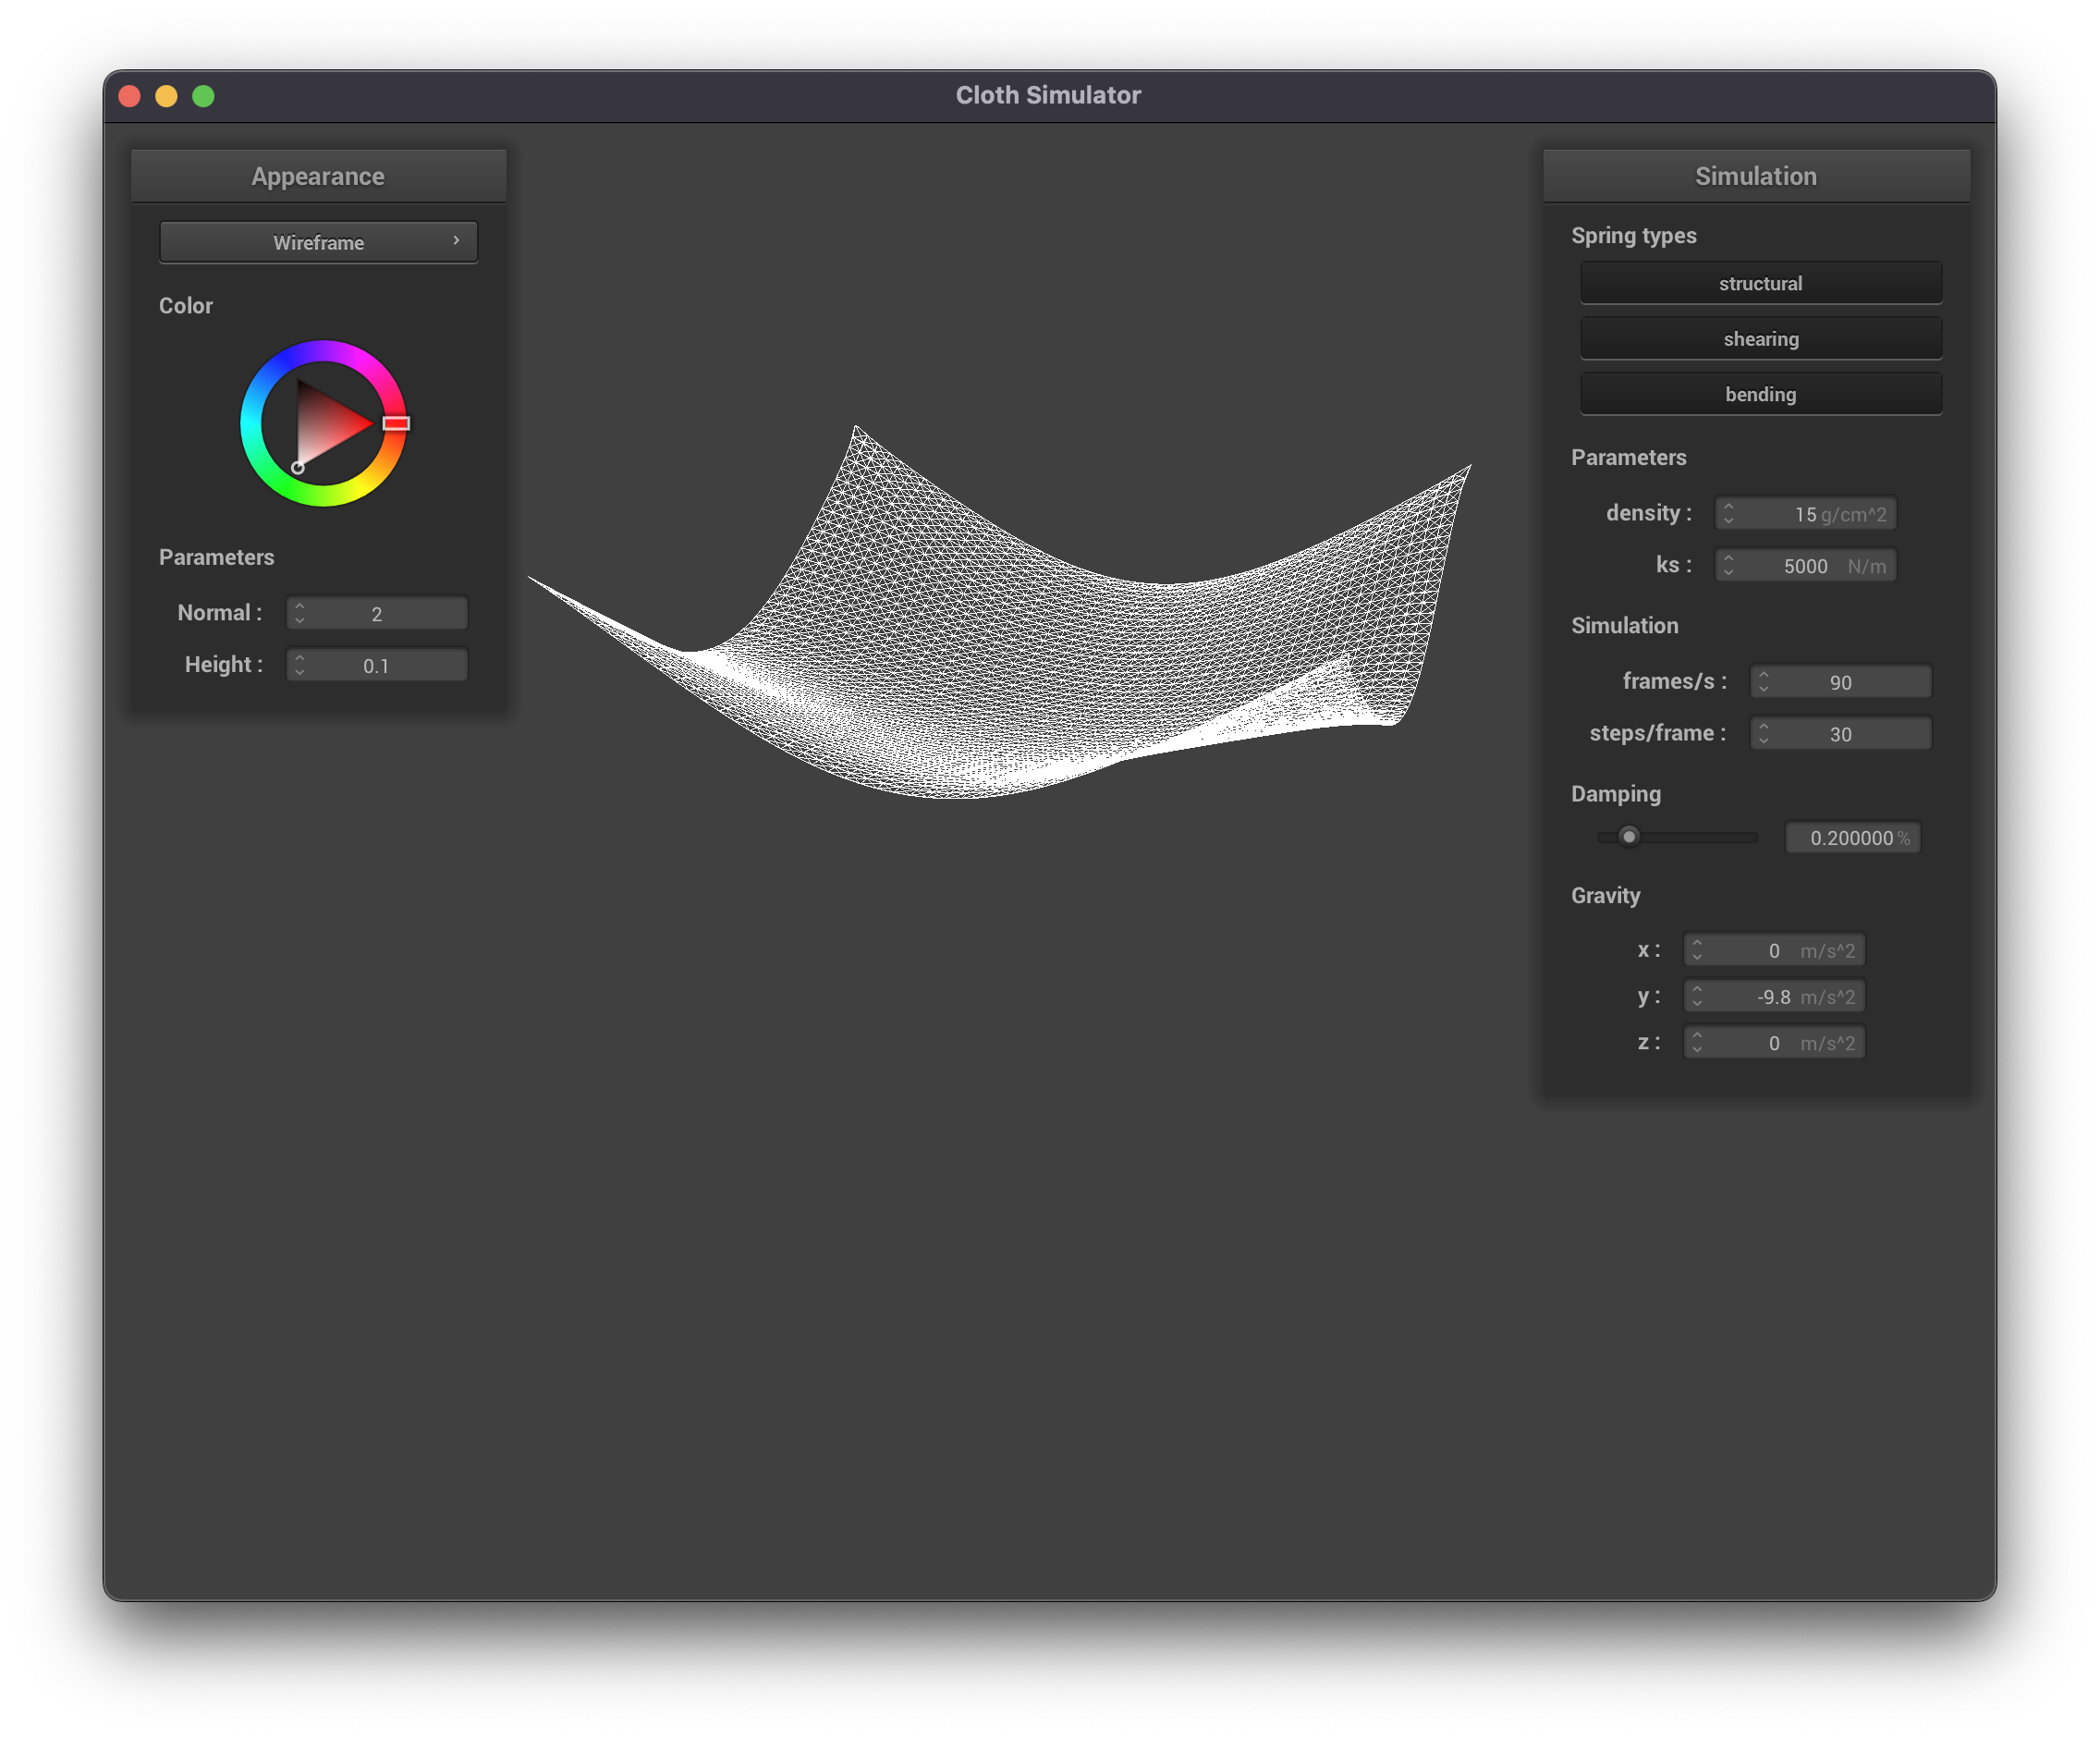 Cloth Simulator
Appearance
Wireframe
Color
Parameters
Normal : 2
Height : 0.1
Simulation
Spring types
structural
shearing
bending
Parameters
density : 15 g/cm^2
ks : 5000 N/m
Simulation
frames/s : 90
steps/frame : 30
Damping
0.200000 %
Gravity
x : 0 m/s^2
y : -9.8 m/s^2
z : 0 m/s^2